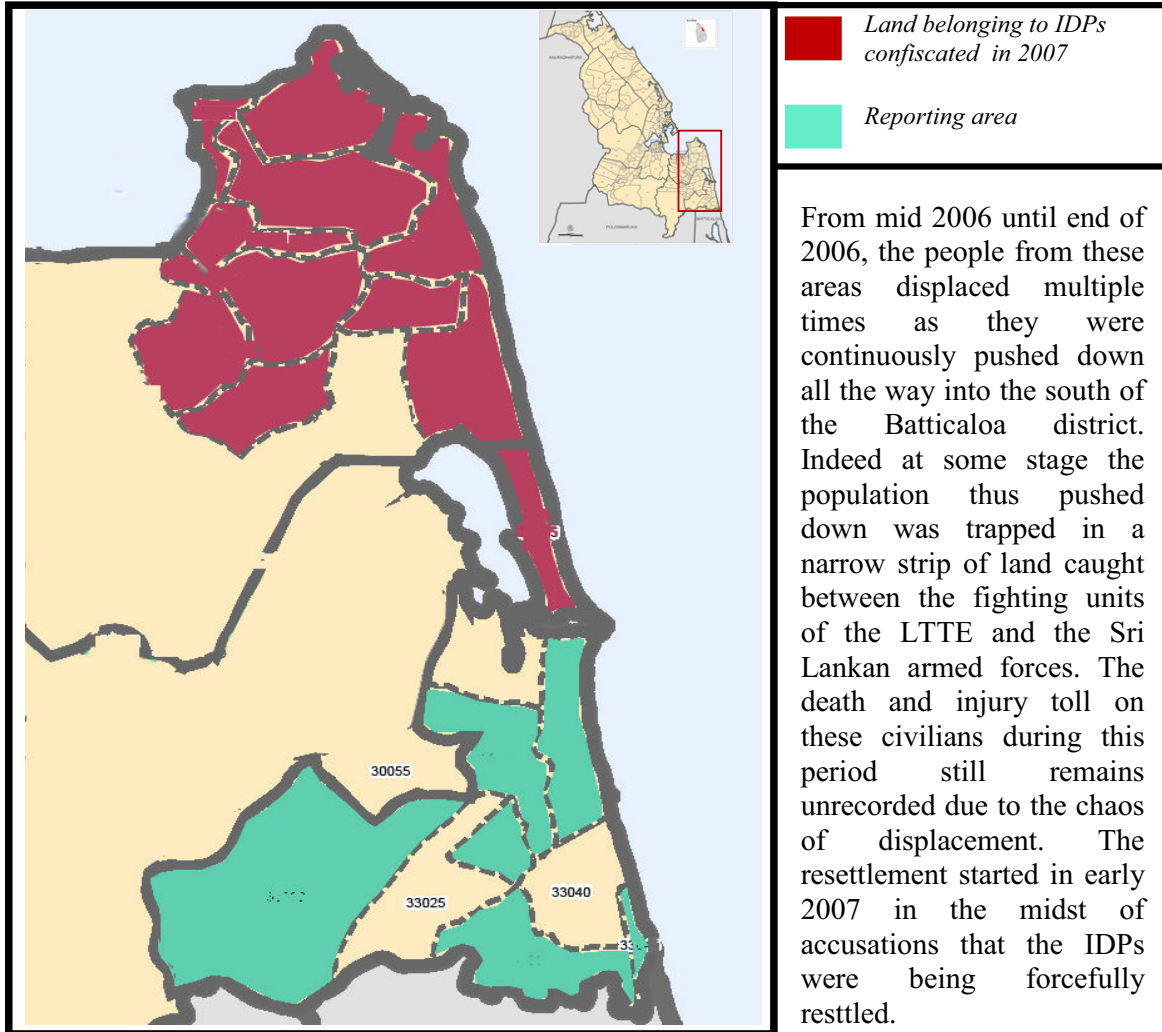 ANURADHAPURA
POLONNARUWA
BATTICALOA
30055
33025
33040
Land belonging to IDPs
confiscated in 2007
Reporting area
From mid 2006 until end of
2006, the people from these
areas displaced multiple
times as they were
continuously pushed down
all the way into the south of
the Batticaloa district.
Indeed at some stage the
population thus pushed
down was trapped in a
narrow strip of land caught
between the fighting units
of the LTTE and the Sri
Lankan armed forces. The
death and injury toll on
these civilians during this
period still remains
unrecorded due to the chaos
of displacement. The
resettlement started in early
2007 in the midst of
accusations that the IDPs
were being forcefully
resttled.